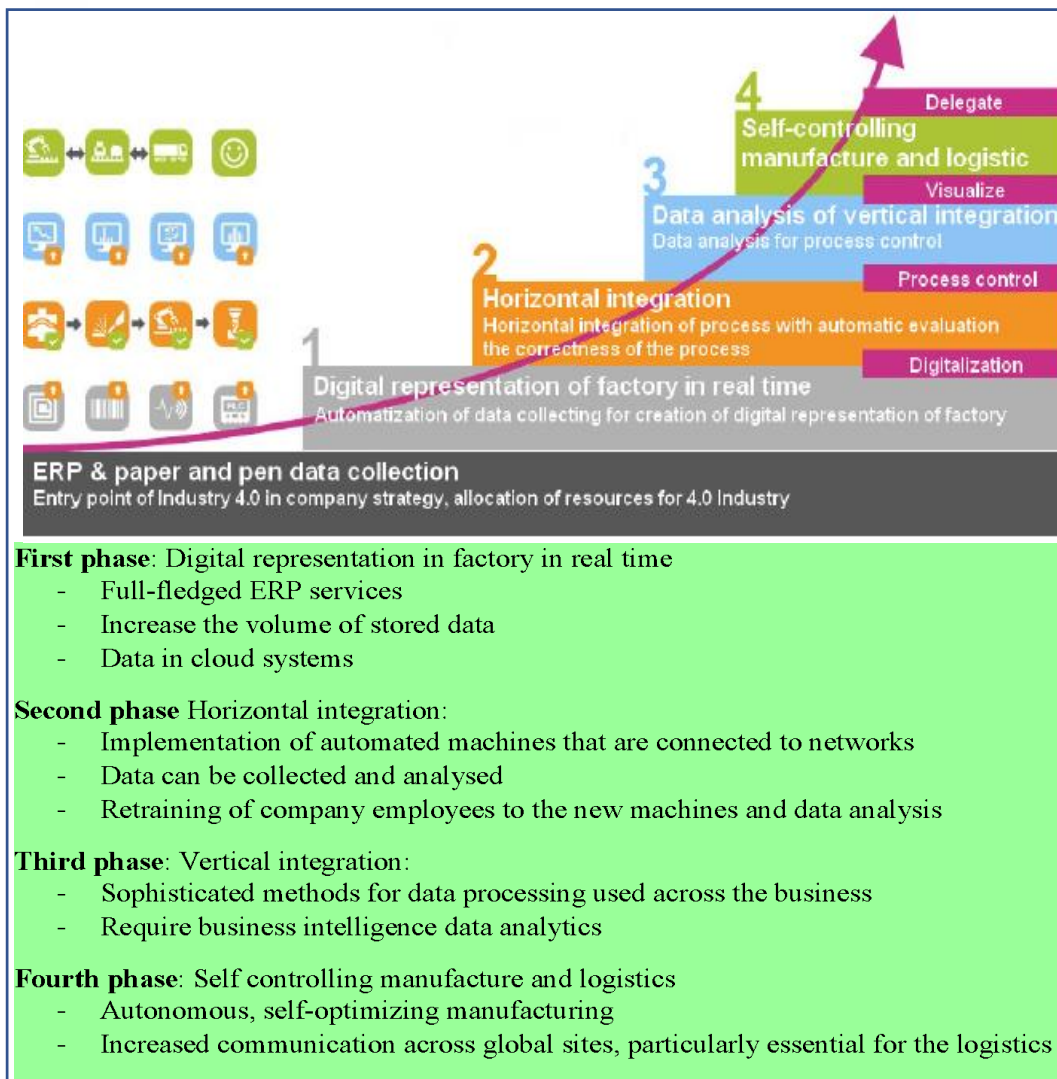 4
Delegate
Self-controlling
manufacture and logistic
3
Visualize
Data analysis of vertical integration
Data analysis for process control
2
Process control
Horizontal integration
Horizontal integration of process with automatic evaluation
the correctness of the process
1
Digitalization
Digital representation of factory in real time
Automatization of data collecting for creation of digital representation of factory
ERP & paper and pen data collection
Entry point of Industry 4.0 in company strategy, allocation of resources for 4.0 Industry
First phase: Digital representation in factory in real time
- Full-fledged ERP services
- Increase the volume of stored data
- Data in cloud systems
Second phase Horizontal integration:
- Implementation of automated machines that are connected to networks
- Data can be collected and analysed
- Retraining of company employees to the new machines and data analysis
Third phase: Vertical integration:
- Sophisticated methods for data processing used across the business
- Require business intelligence data analytics
Fourth phase: Self controlling manufacture and logistics
- Autonomous, self-optimizing manufacturing
- Increased communication across global sites, particularly essential for the logistics